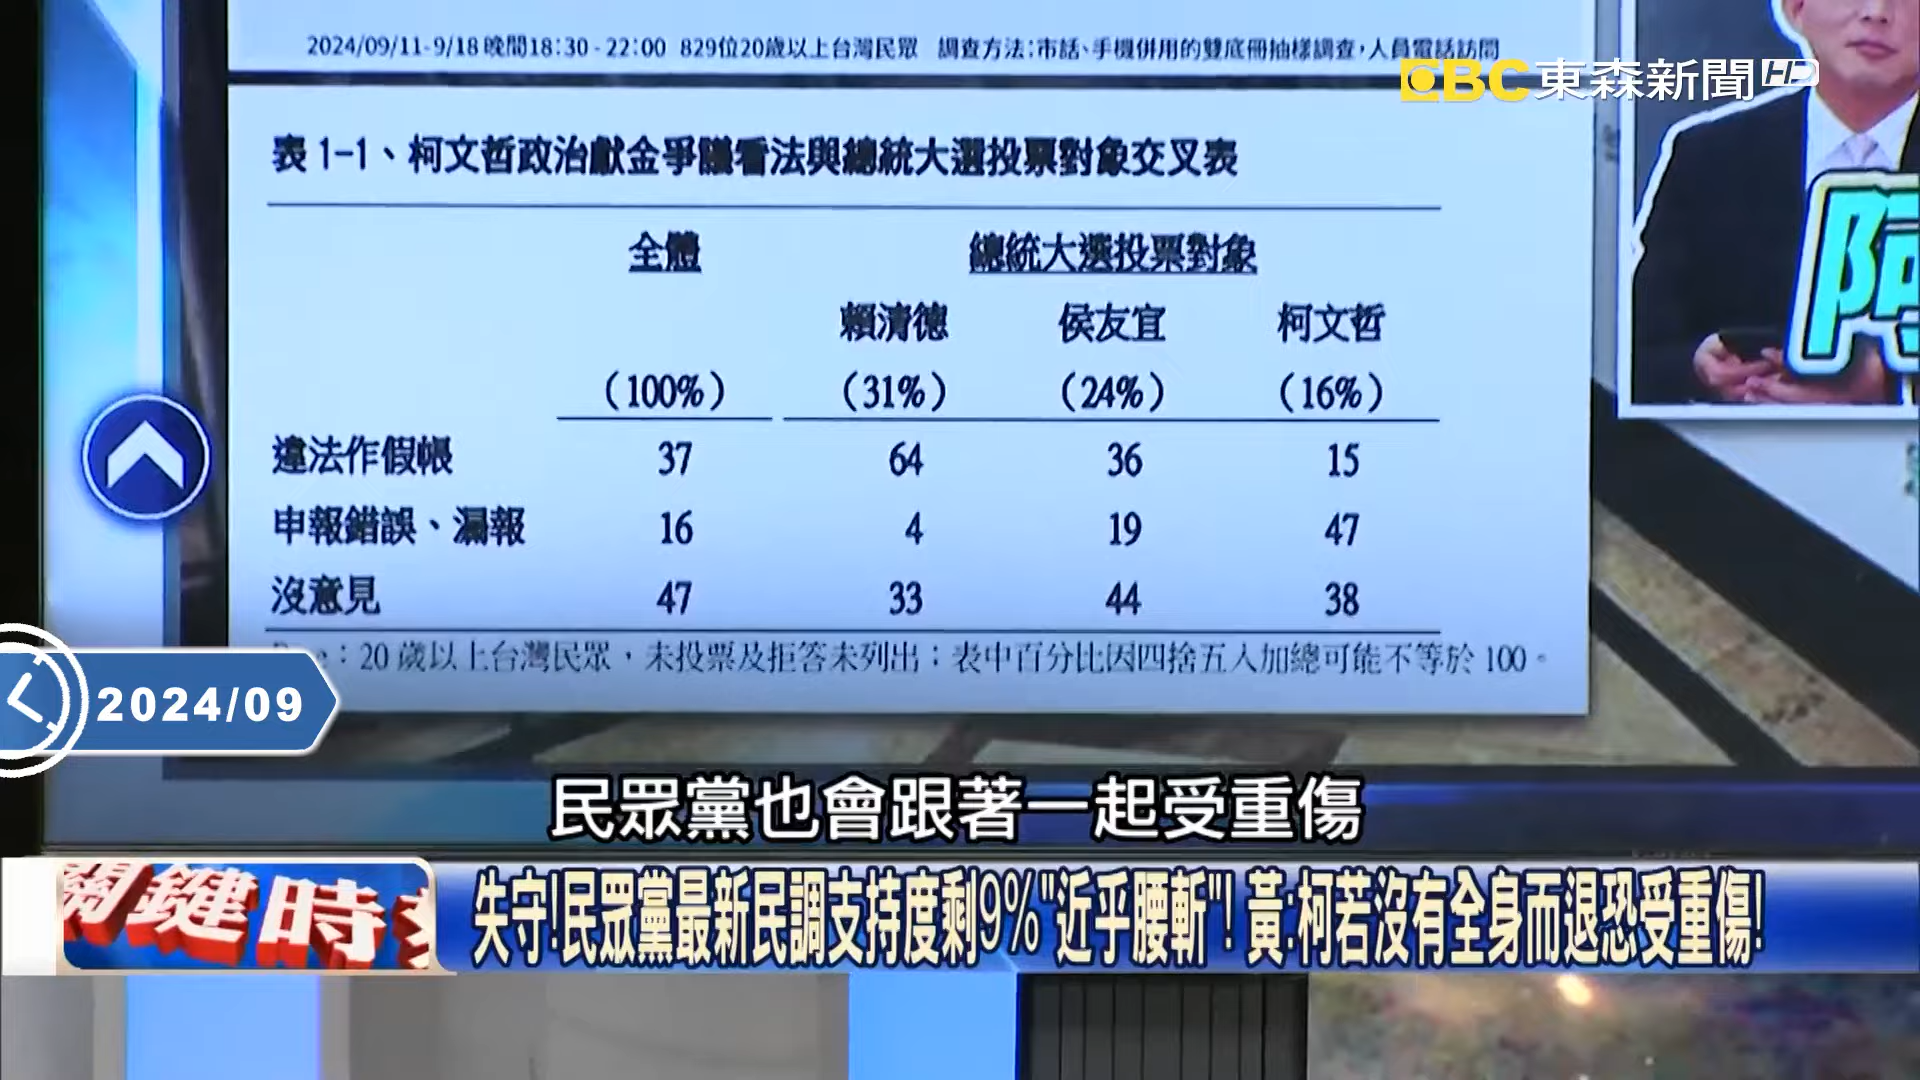 2024/09/11-9/18晚間18:30-22:00 829位20歲以上台灣民眾 調查方法:市話、手機併用的雙底冊抽樣調查,人員電話訪問
EBC東森新聞HD
表1-1、柯文哲政治獻金爭議看法與總統大選投票對象交叉表
全體 總統大選投票對象
賴清德 侯友宜 柯文哲
(100%) (31%) (24%) (16%)
違法作假帳 37 64 36 15
申報錯誤、漏報 16 4 19 47
沒意見 47 33 44 38
:20歲以上台灣民眾,未投票及拒答未列出;表中百分比因四捨五入加總可能不等於100。
阿
2024/09
民眾黨也會跟著一起受重傷
關鍵時
失守!民眾黨最新民調支持度剩9%"近乎腰斬"! 黃:柯若沒有全身而退恐受重傷!